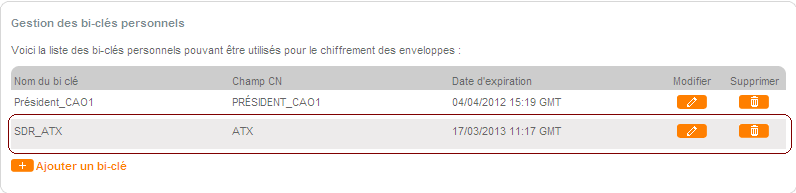 Gestion des bi-clés personnels
Voici la liste des bi-clés personnels pouvant être utilisés pour le chiffrement des enveloppes :
Nom du bi clé Champ CN Date d'expiration Modifier Supprimer
Président_CAO1 PRÉSIDENT_CAO1 04/04/2012 15:19 GMT
SDR_ATX ATX 17/03/2013 11:17 GMT
Ajouter un bi-clé